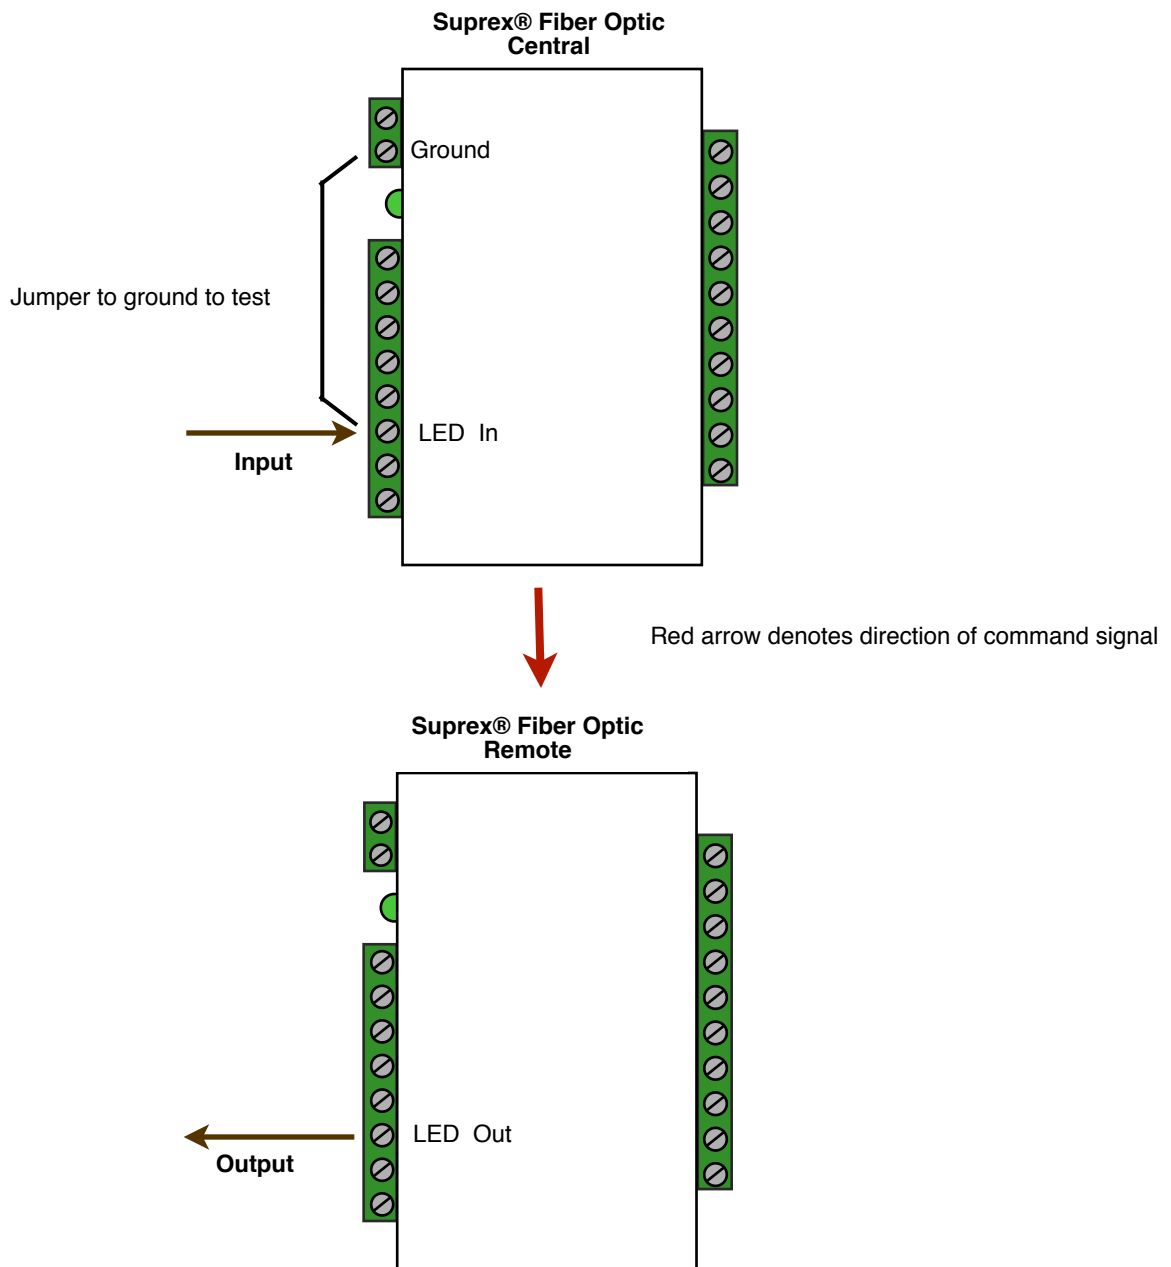 Suprex® Fiber Optic
Central
Ground
Jumper to ground to test
LED In
Input
Red arrow denotes direction of command signal
Suprex® Fiber Optic
Remote
LED Out
Output